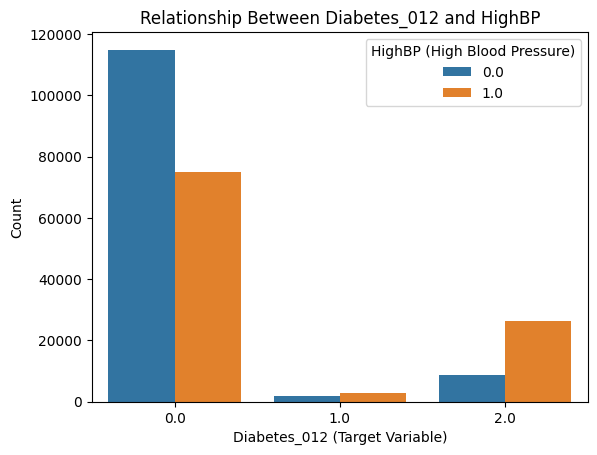 Relationship Between Diabetes_012 and HighBP
HighBP (High Blood Pressure)
0.0
1.0
120000
100000
80000
60000
40000
20000
0
Count
0.0 1.0 2.0
Diabetes_012 (Target Variable)